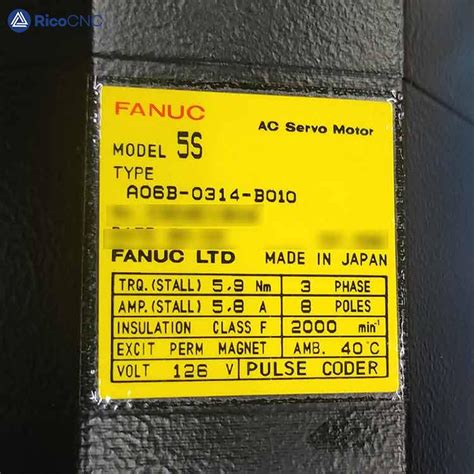 RicoCNC
FANUC
AC Servo Motor
MODEL 5S
TYPE
A06B-0314-B010
FANUC LTD MADE IN JAPAN
TRQ.(STALL) 5.9 Nm 3 PHASE
AMP.(STALL) 5.8 A 8 POLES
INSULATION CLASS F 2000 min⁻¹
EXCIT PERM MAGNET AMB. 40℃
VOLT 126 V PULSE CODER